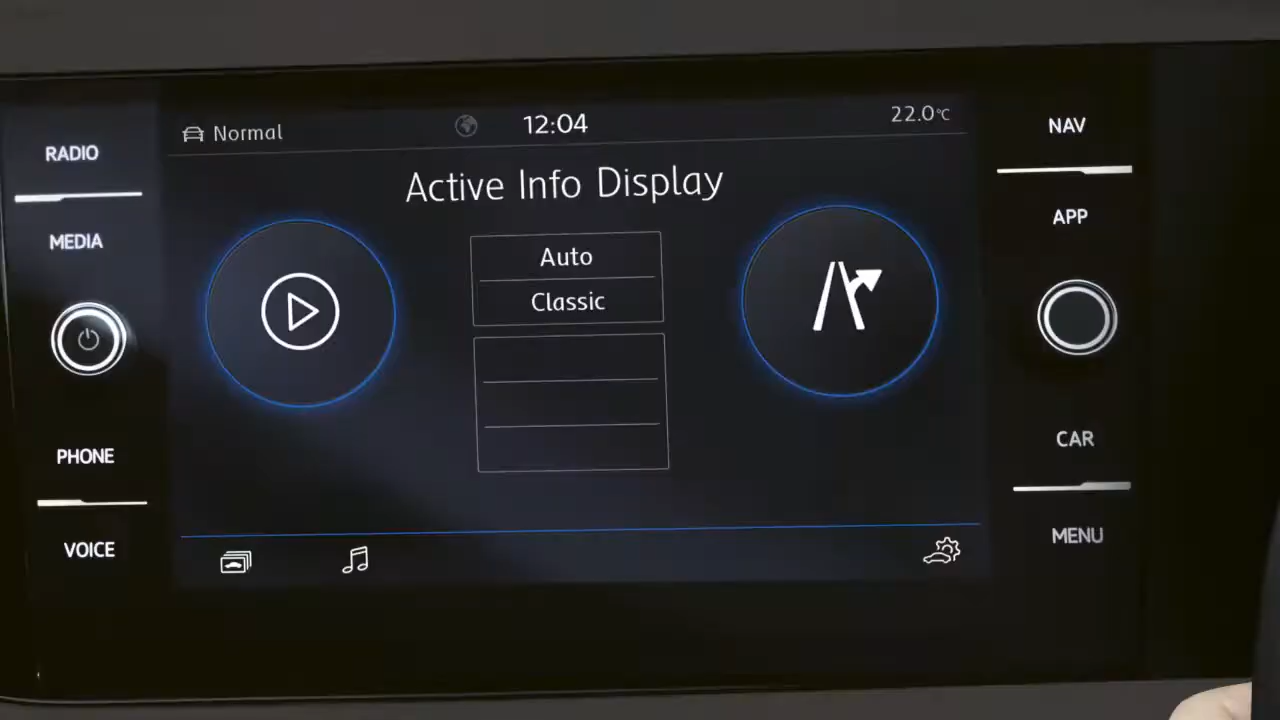 Normal
12:04
22.0°C
RADIO
MEDIA
PHONE
VOICE
Active Info Display
Auto
Classic
NAV
APP
CAR
MENU